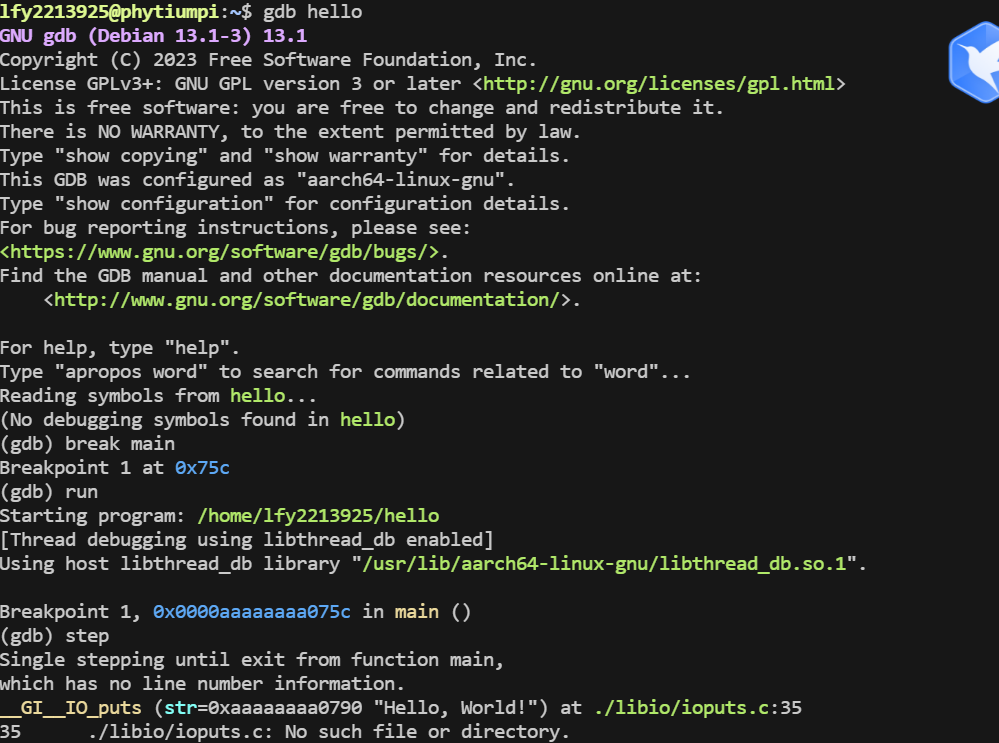 lfy2213925@phytiumpi:~$ gdb hello
GNU gdb (Debian 13.1-3) 13.1
Copyright (C) 2023 Free Software Foundation, Inc.
License GPLv3+: GNU GPL version 3 or later <http://gnu.org/licenses/gpl.html>
This is free software: you are free to change and redistribute it.
There is NO WARRANTY, to the extent permitted by law.
Type "show copying" and "show warranty" for details.
This GDB was configured as "aarch64-linux-gnu".
Type "show configuration" for configuration details.
For bug reporting instructions, please see:
<https://www.gnu.org/software/gdb/bugs/>.
Find the GDB manual and other documentation resources online at:
    <http://www.gnu.org/software/gdb/documentation/>.

For help, type "help".
Type "apropos word" to search for commands related to "word"...
Reading symbols from hello...
(No debugging symbols found in hello)
(gdb) break main
Breakpoint 1 at 0x75c
(gdb) run
Starting program: /home/lfy2213925/hello
[Thread debugging using libthread_db enabled]
Using host libthread_db library "/usr/lib/aarch64-linux-gnu/libthread_db.so.1".

Breakpoint 1, 0x0000aaaaaaaa075c in main ()
(gdb) step
Single stepping until exit from function main,
which has no line number information.
__GI__IO_puts (str=0xaaaaaaaa0790 "Hello, World!") at ./libio/ioputs.c:35
35      ./libio/ioputs.c: No such file or directory.